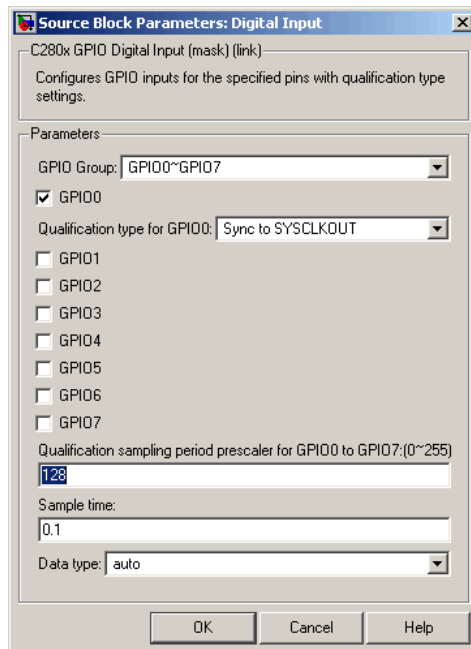 Source Block Parameters: Digital Input
C280x GPIO Digital Input (mask) (link)
Configures GPIO inputs for the specified pins with qualification type
settings.
Parameters
GPIO Group: GPIO0~GPIO7
GPIO0
Qualification type for GPIO0: Sync to SYSCLKOUT
GPIO1
GPIO2
GPIO3
GPIO4
GPIO5
GPIO6
GPIO7
Qualification sampling period prescaler for GPIO0 to GPIO7:(0~255)
128
Sample time:
0.1
Data type: auto
OK Cancel Help